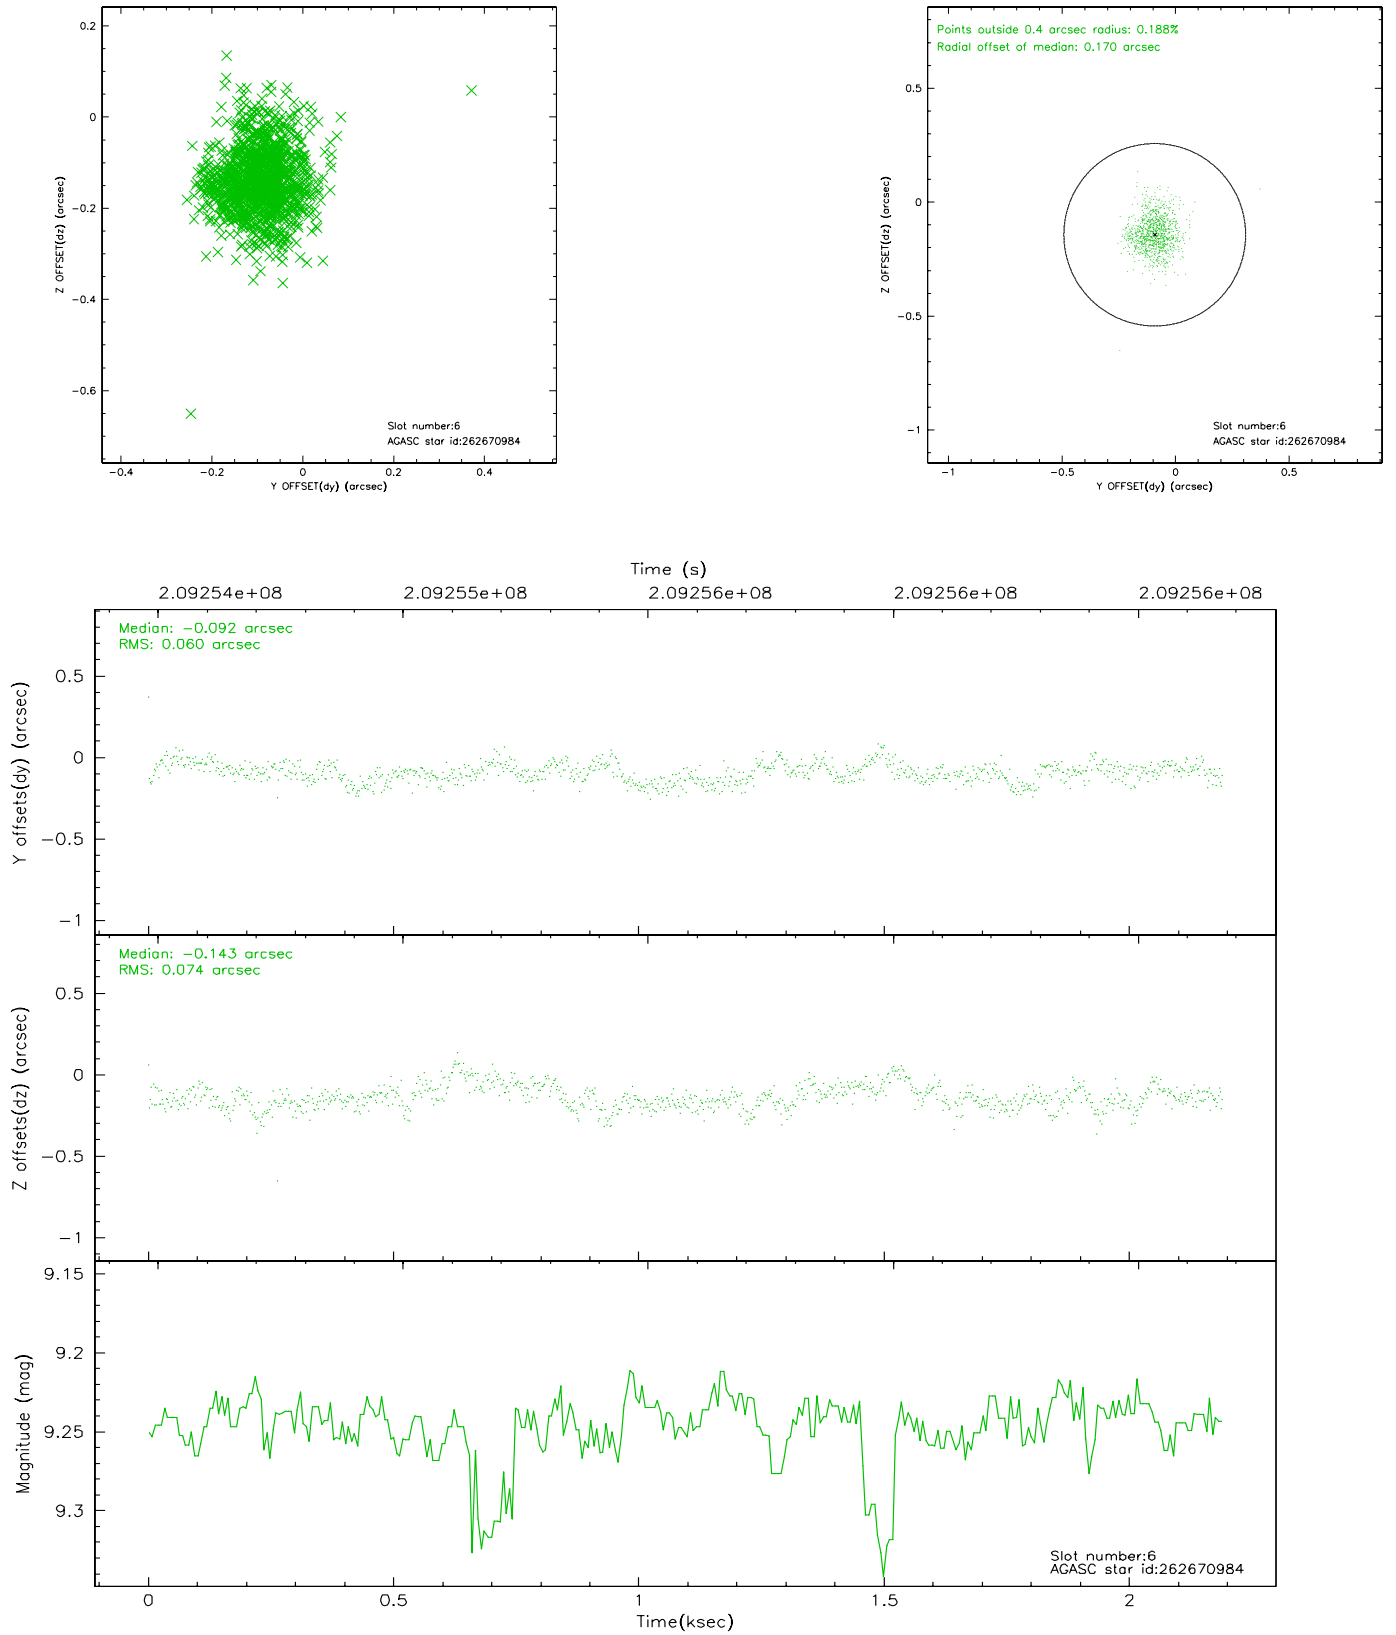 0.2
0
−0.2
−0.4
−0.6
Z OFFSET(dz) (arcsec)
Slot number:6
AGASC star id:262670984
−0.4 −0.2 0 0.2 0.4
Y OFFSET(dy) (arcsec)
Points outside 0.4 arcsec radius: 0.188%
Radial offset of median: 0.170 arcsec
0.5
0
−0.5
−1
Z OFFSET(dz) (arcsec)
Slot number:6
AGASC star id:262670984
−1 −0.5 0 0.5
Y OFFSET(dy) (arcsec)
Time (s)
2.09254e+08 2.09255e+08 2.09256e+08 2.09256e+08 2.09256e+08
Median: −0.092 arcsec
RMS: 0.060 arcsec
0.5
0
−0.5
−1
Y offsets(dy) (arcsec)
Median: −0.143 arcsec
RMS: 0.074 arcsec
0.5
0
−0.5
−1
Z offsets(dz) (arcsec)
9.15
9.2
9.25
9.3
Magnitude (mag)
Slot number:6
AGASC star id:262670984
0 0.5 1 1.5 2
Time(ksec)